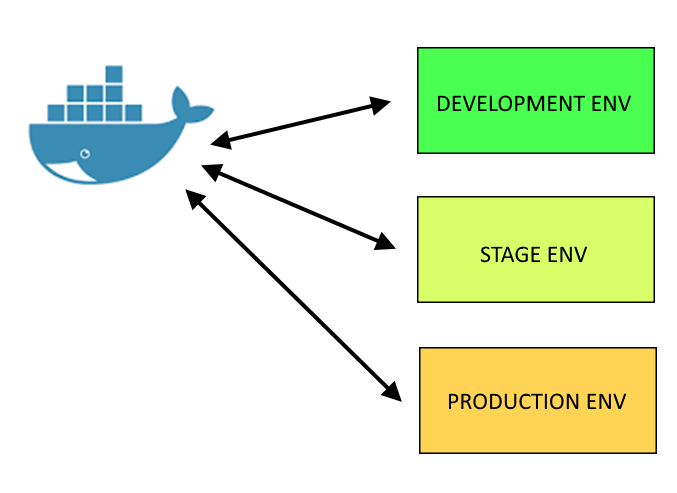 DEVELOPMENT ENV
STAGE ENV
PRODUCTION ENV